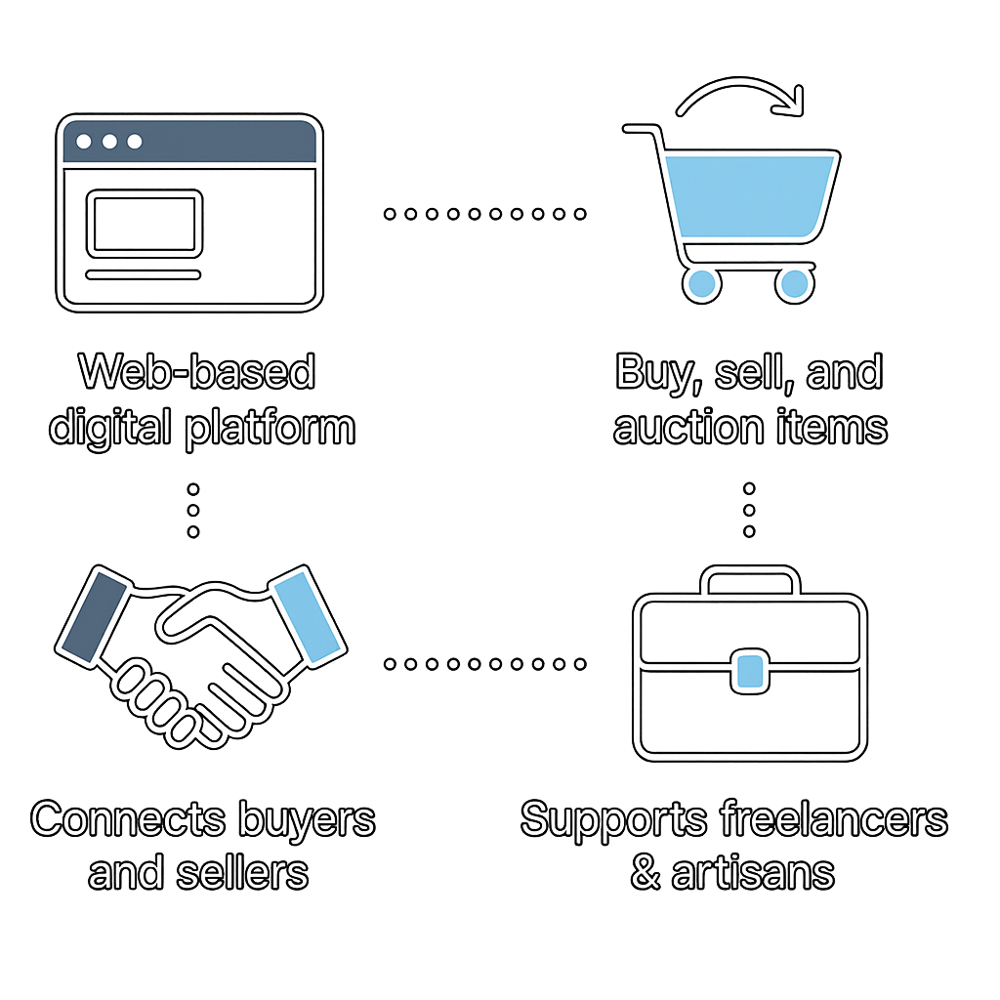 Web-based
digital platform
Buy, sell, and
auction items
Connects buyers
and sellers
Supports freelancers
& artisans